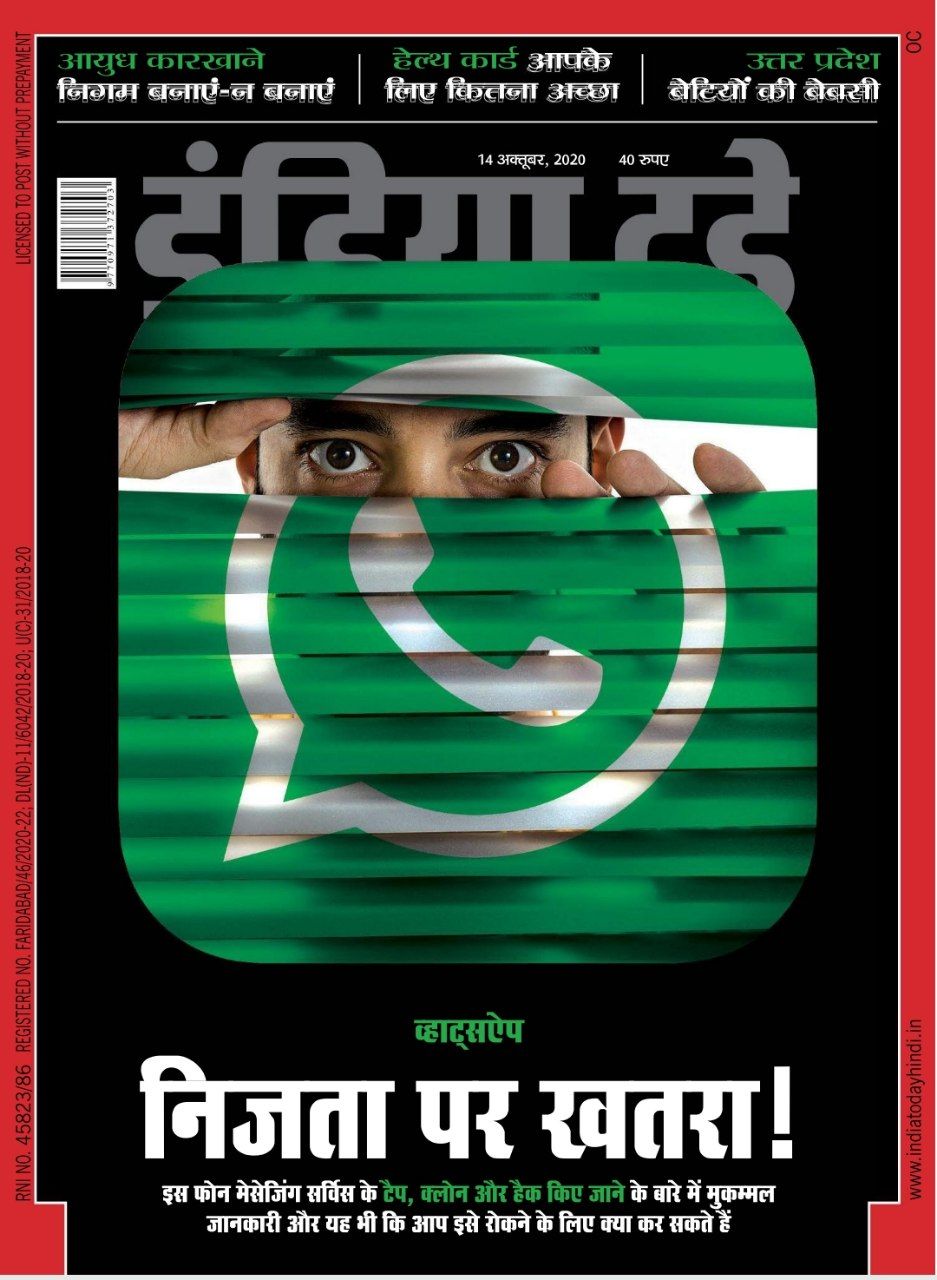 आयुध कारखाने
निगम बनाएं-न बनाएं
हेल्थ कार्ड आपके
लिए कितना अच्छा
उत्तर प्रदेश
बेटियों की बेबसी
OC
14 अक्तूबर, 2020 40 रुपए
इंडिया टुडे
9 770971 372703
LICENSED TO POST WITHOUT PREPAYMENT
RNI NO. 45823/86 REGISTERED NO. FARIDABAD/46/2020-22; DL(ND)-11/6042/2018-20; U(C)-31/2018-20
व्हाट्सऐप
निजता पर खतरा!
इस फोन मेसेजिंग सर्विस के टैप, क्लोन और हैक किए जाने के बारे में मुकम्मल
जानकारी और यह भी कि आप इसे रोकने के लिए क्या कर सकते हैं
www.indiatodayhindi.in